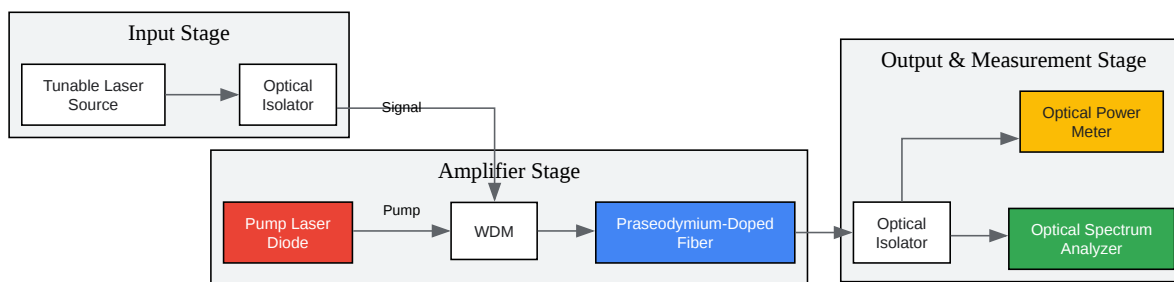 Input Stage
Tunable Laser
Source
Optical
Isolator
Signal
Amplifier Stage
Pump Laser
Diode
Pump
WDM
Praseodymium-Doped
Fiber
Output & Measurement Stage
Optical Power
Meter
Optical
Isolator
Optical Spectrum
Analyzer